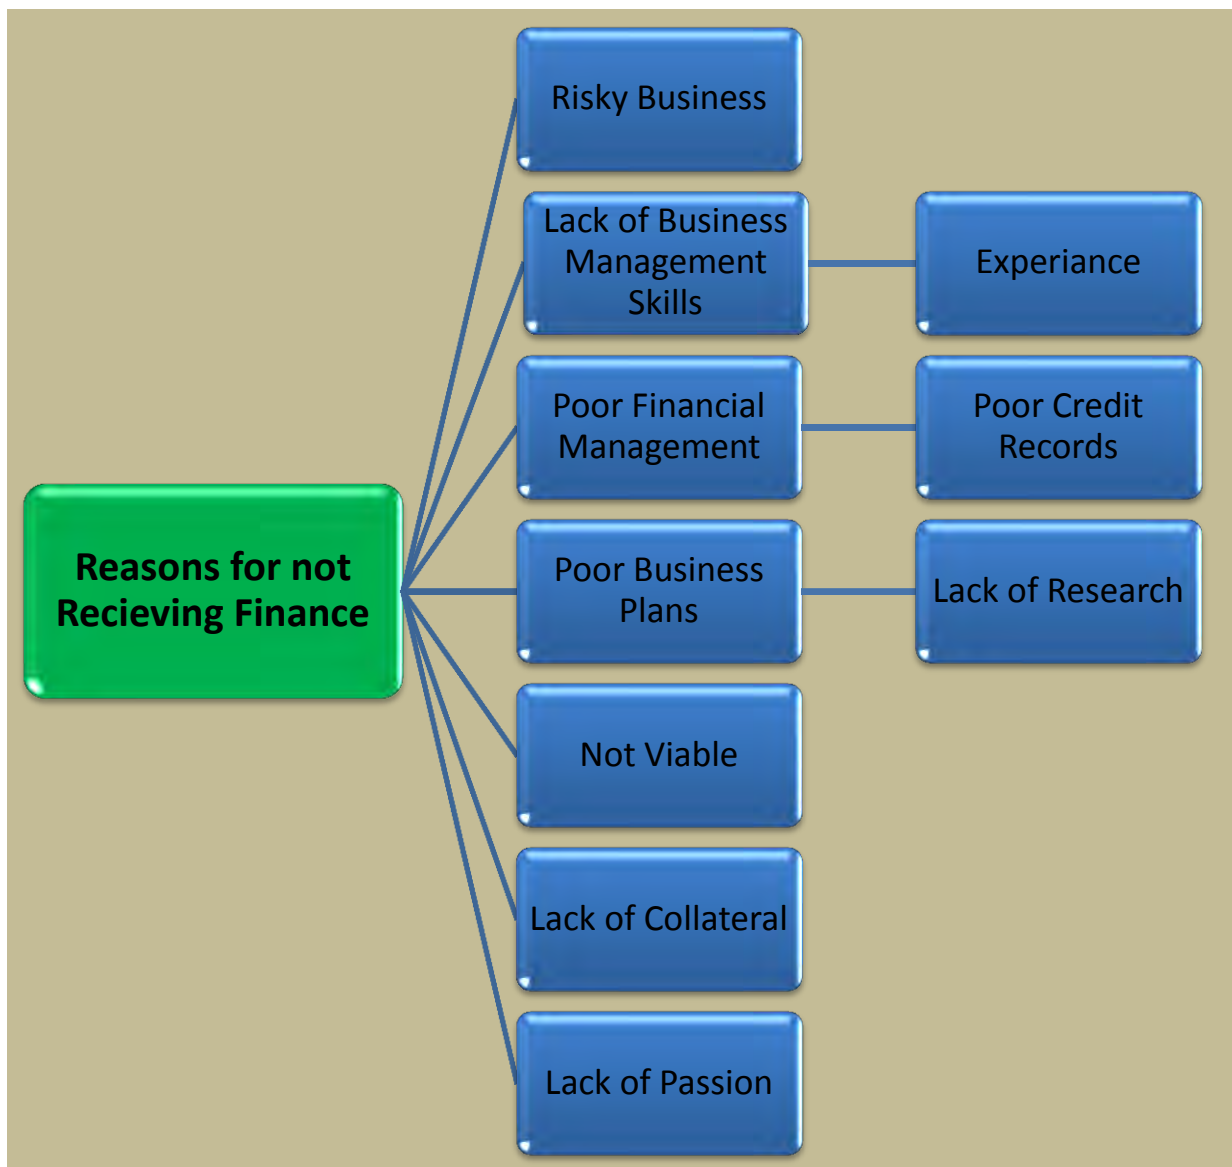 Risky Business
Lack of Business
Management
Skills
Experiance
Poor Financial
Management
Poor Credit
Records
Reasons for not
Recieving Finance
Poor Business
Plans
Lack of Research
Not Viable
Lack of Collateral
Lack of Passion